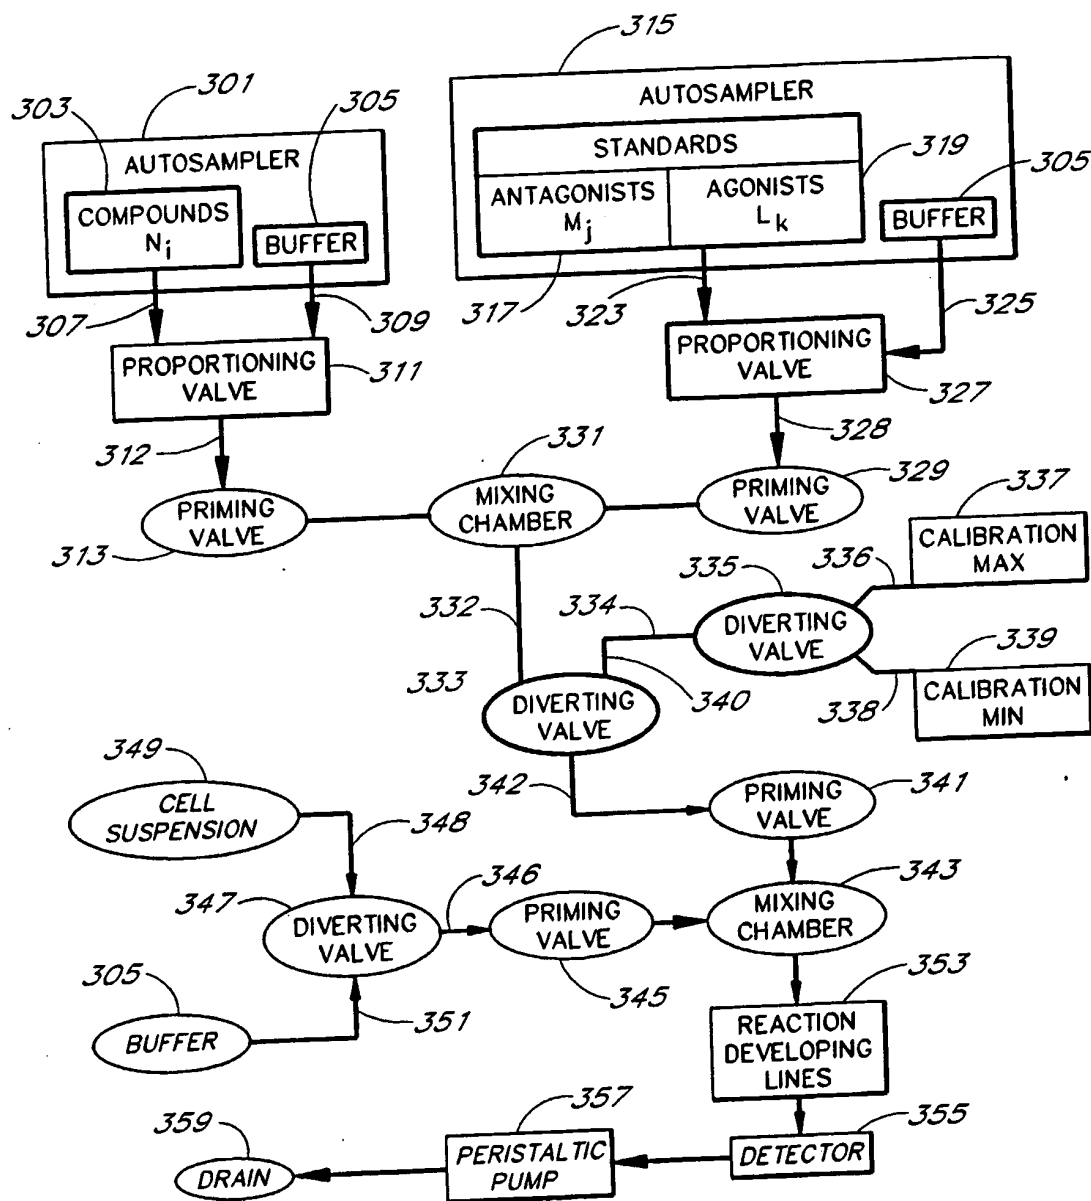 315
301
303
305
AUTOSAMPLER
AUTOSAMPLER
STANDARDS
319
305
COMPOUNDS
Ni
BUFFER
ANTAGONISTS
Mj
AGONISTS
Lk
BUFFER
307
309
317
323
325
PROPORTIONING
VALVE
311
PROPORTIONING
VALVE
327
312
328
331
329
PRIMING
VALVE
313
MIXING
CHAMBER
PRIMING
VALVE
337
CALIBRATION
MAX
335
336
332
334
DIVERTING
VALVE
339
333
340
338
CALIBRATION
MIN
DIVERTING
VALVE
349
342
341
CELL
SUSPENSION
348
PRIMING
VALVE
347
346
343
DIVERTING
VALVE
PRIMING
VALVE
MIXING
CHAMBER
305
351
345
353
BUFFER
REACTION
DEVELOPING
LINES
359
357
355
DRAIN
PERISTALTIC
PUMP
DETECTOR